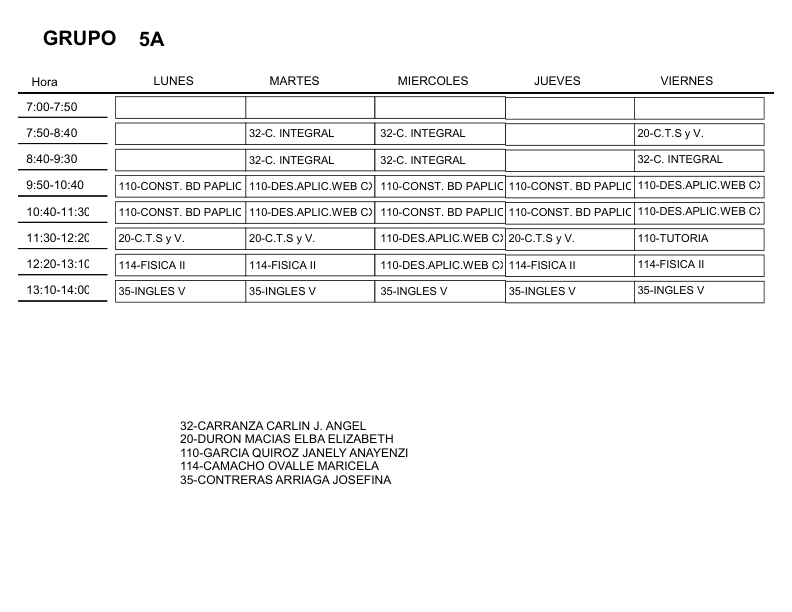 GRUPO 5A
Hora LUNES MARTES MIERCOLES JUEVES VIERNES
7:00-7:50
7:50-8:40 32-C. INTEGRAL 32-C. INTEGRAL 20-C.T.S y V.
8:40-9:30 32-C. INTEGRAL 32-C. INTEGRAL 32-C. INTEGRAL
9:50-10:40 110-CONST. BD PAPLIC 110-DES.APLIC.WEB C 110-CONST. BD PAPLIC 110-CONST. BD PAPLIC 110-DES.APLIC.WEB C
10:40-11:30 110-CONST. BD PAPLIC 110-DES.APLIC.WEB C 110-CONST. BD PAPLIC 110-CONST. BD PAPLIC 110-DES.APLIC.WEB C
11:30-12:20 20-C.T.S y V. 20-C.T.S y V. 110-DES.APLIC.WEB C 20-C.T.S y V. 110-TUTORIA
12:20-13:10 114-FISICA II 114-FISICA II 110-DES.APLIC.WEB C 114-FISICA II 114-FISICA II
13:10-14:00 35-INGLES V 35-INGLES V 35-INGLES V 35-INGLES V 35-INGLES V
32-CARRANZA CARLIN J. ANGEL
20-DURON MACIAS ELBA ELIZABETH
110-GARCIA QUIROZ JANELY ANAYENZI
114-CAMACHO OVALLE MARICELA
35-CONTRERAS ARRIAGA JOSEFINA